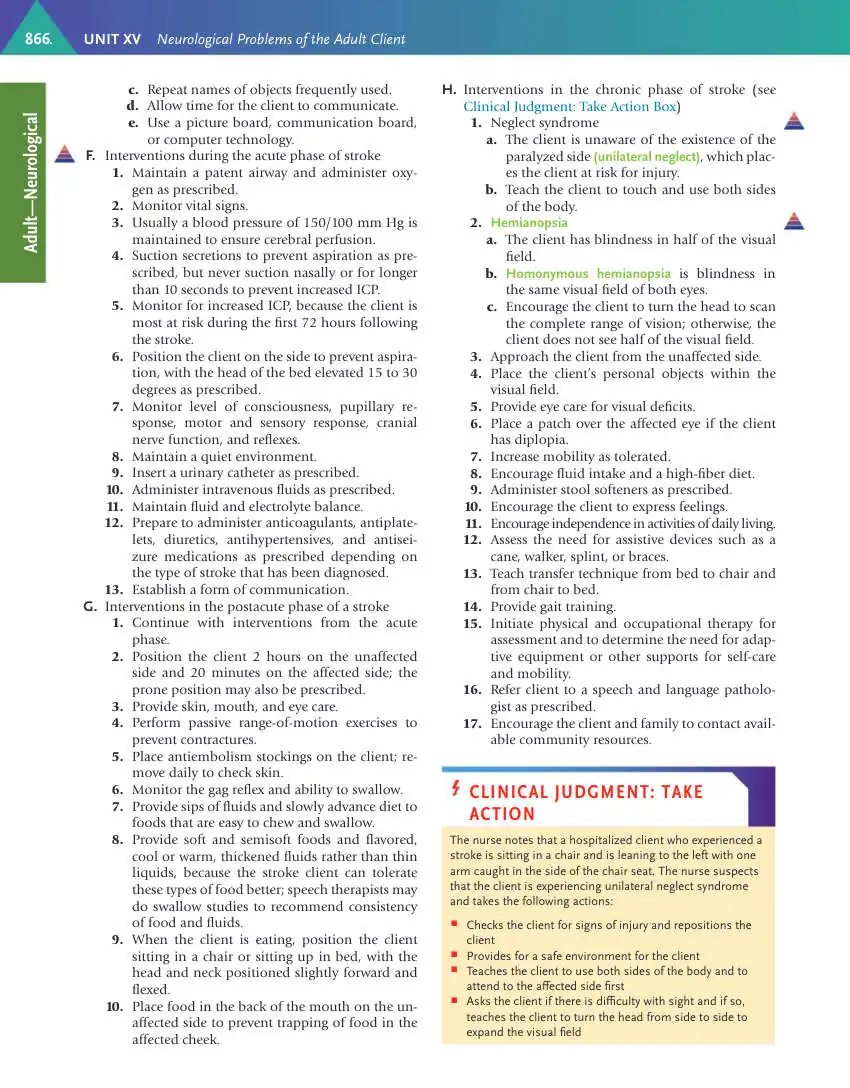 866.
UNIT XV Neurological Problems of the Adult Client
Adult—Neurological
c. Repeat names of objects frequently used.
d. Allow time for the client to communicate.
e. Use a picture board, communication board,
or computer technology.
F. Interventions during the acute phase of stroke
1. Maintain a patent airway and administer oxy-
gen as prescribed.
2. Monitor vital signs.
3. Usually a blood pressure of 150/100 mm Hg is
maintained to ensure cerebral perfusion.
4. Suction secretions to prevent aspiration as pre-
scribed, but never suction nasally or for longer
than 10 seconds to prevent increased ICP.
5. Monitor for increased ICP, because the client is
most at risk during the first 72 hours following
the stroke.
6. Position the client on the side to prevent aspira-
tion, with the head of the bed elevated 15 to 30
degrees as prescribed.
7. Monitor level of consciousness, pupillary re-
sponse, motor and sensory response, cranial
nerve function, and reflexes.
8. Maintain a quiet environment.
9. Insert a urinary catheter as prescribed.
10. Administer intravenous fluids as prescribed.
11. Maintain fluid and electrolyte balance.
12. Prepare to administer anticoagulants, antiplate-
lets, diuretics, antihypertensives, and antisei-
zure medications as prescribed depending on
the type of stroke that has been diagnosed.
13. Establish a form of communication.
G. Interventions in the postacute phase of a stroke
1. Continue with interventions from the acute
phase.
2. Position the client 2 hours on the unaffected
side and 20 minutes on the affected side; the
prone position may also be prescribed.
3. Provide skin, mouth, and eye care.
4. Perform passive range-of-motion exercises to
prevent contractures.
5. Place antiembolism stockings on the client; re-
move daily to check skin.
6. Monitor the gag reflex and ability to swallow.
7. Provide sips of fluids and slowly advance diet to
foods that are easy to chew and swallow.
8. Provide soft and semisoft foods and flavored,
cool or warm, thickened fluids rather than thin
liquids, because the stroke client can tolerate
these types of food better; speech therapists may
do swallow studies to recommend consistency
of food and fluids.
9. When the client is eating, position the client
sitting in a chair or sitting up in bed, with the
head and neck positioned slightly forward and
flexed.
10. Place food in the back of the mouth on the un-
affected side to prevent trapping of food in the
affected cheek.
H. Interventions in the chronic phase of stroke (see
Clinical Judgment: Take Action Box)
1. Neglect syndrome
a. The client is unaware of the existence of the
paralyzed side (unilateral neglect), which plac-
es the client at risk for injury.
b. Teach the client to touch and use both sides
of the body.
2. Hemianopsia
a. The client has blindness in half of the visual
field.
b. Homonymous hemianopsia is blindness in
the same visual field of both eyes.
c. Encourage the client to turn the head to scan
the complete range of vision; otherwise, the
client does not see half of the visual field.
3. Approach the client from the unaffected side.
4. Place the client's personal objects within the
visual field.
5. Provide eye care for visual deficits.
6. Place a patch over the affected eye if the client
has diplopia.
7. Increase mobility as tolerated.
8. Encourage fluid intake and a high-fiber diet.
9. Administer stool softeners as prescribed.
10. Encourage the client to express feelings.
11. Encourage independence in activities of daily living.
12. Assess the need for assistive devices such as a
cane, walker, splint, or braces.
13. Teach transfer technique from bed to chair and
from chair to bed.
14. Provide gait training.
15. Initiate physical and occupational therapy for
assessment and to determine the need for adap-
tive equipment or other supports for self-care
and mobility.
16. Refer client to a speech and language patholo-
gist as prescribed.
17. Encourage the client and family to contact avail-
able community resources.
CLINICAL JUDGMENT: TAKE
ACTION
The nurse notes that a hospitalized client who experienced a
stroke is sitting in a chair and is leaning to the left with one
arm caught in the side of the chair seat. The nurse suspects
that the client is experiencing unilateral neglect syndrome
and takes the following actions:
▪ Checks the client for signs of injury and repositions the
client
▪ Provides for a safe environment for the client
▪ Teaches the client to use both sides of the body and to
attend to the affected side first
▪ Asks the client if there is difficulty with sight and if so,
teaches the client to turn the head from side to side to
expand the visual field